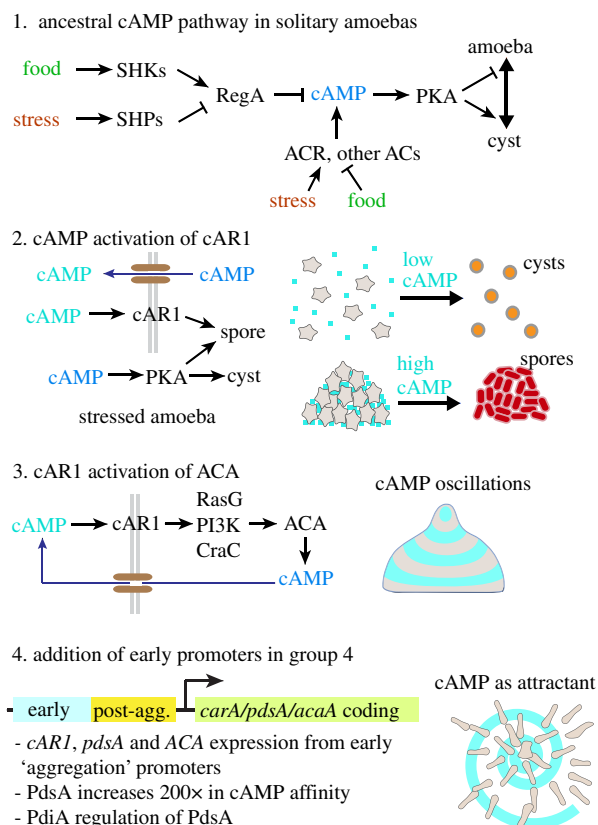 1. ancestral cAMP pathway in solitary amoebas
food SHKs
stress SHPs
RegA cAMP PKA
amoeba
cyst
ACR, other ACs
stress food
2. cAMP activation of cAR1
cAMP cAMP
cAMP cAR1
spore
cAMP PKA cyst
stressed amoeba
low
cAMP
cysts
high
cAMP
spores
3. cAR1 activation of ACA
cAMP cAR1
RasG
PI3K
CraC
ACA
cAMP
cAMP oscillations
4. addition of early promoters in group 4
early post-agg. carA/pdsA/acaA coding
- cAR1, pdsA and ACA expression from early
‘aggregation’ promoters
- PdsA increases 200× in cAMP affinity
- PdiA regulation of PdsA
cAMP as attractant